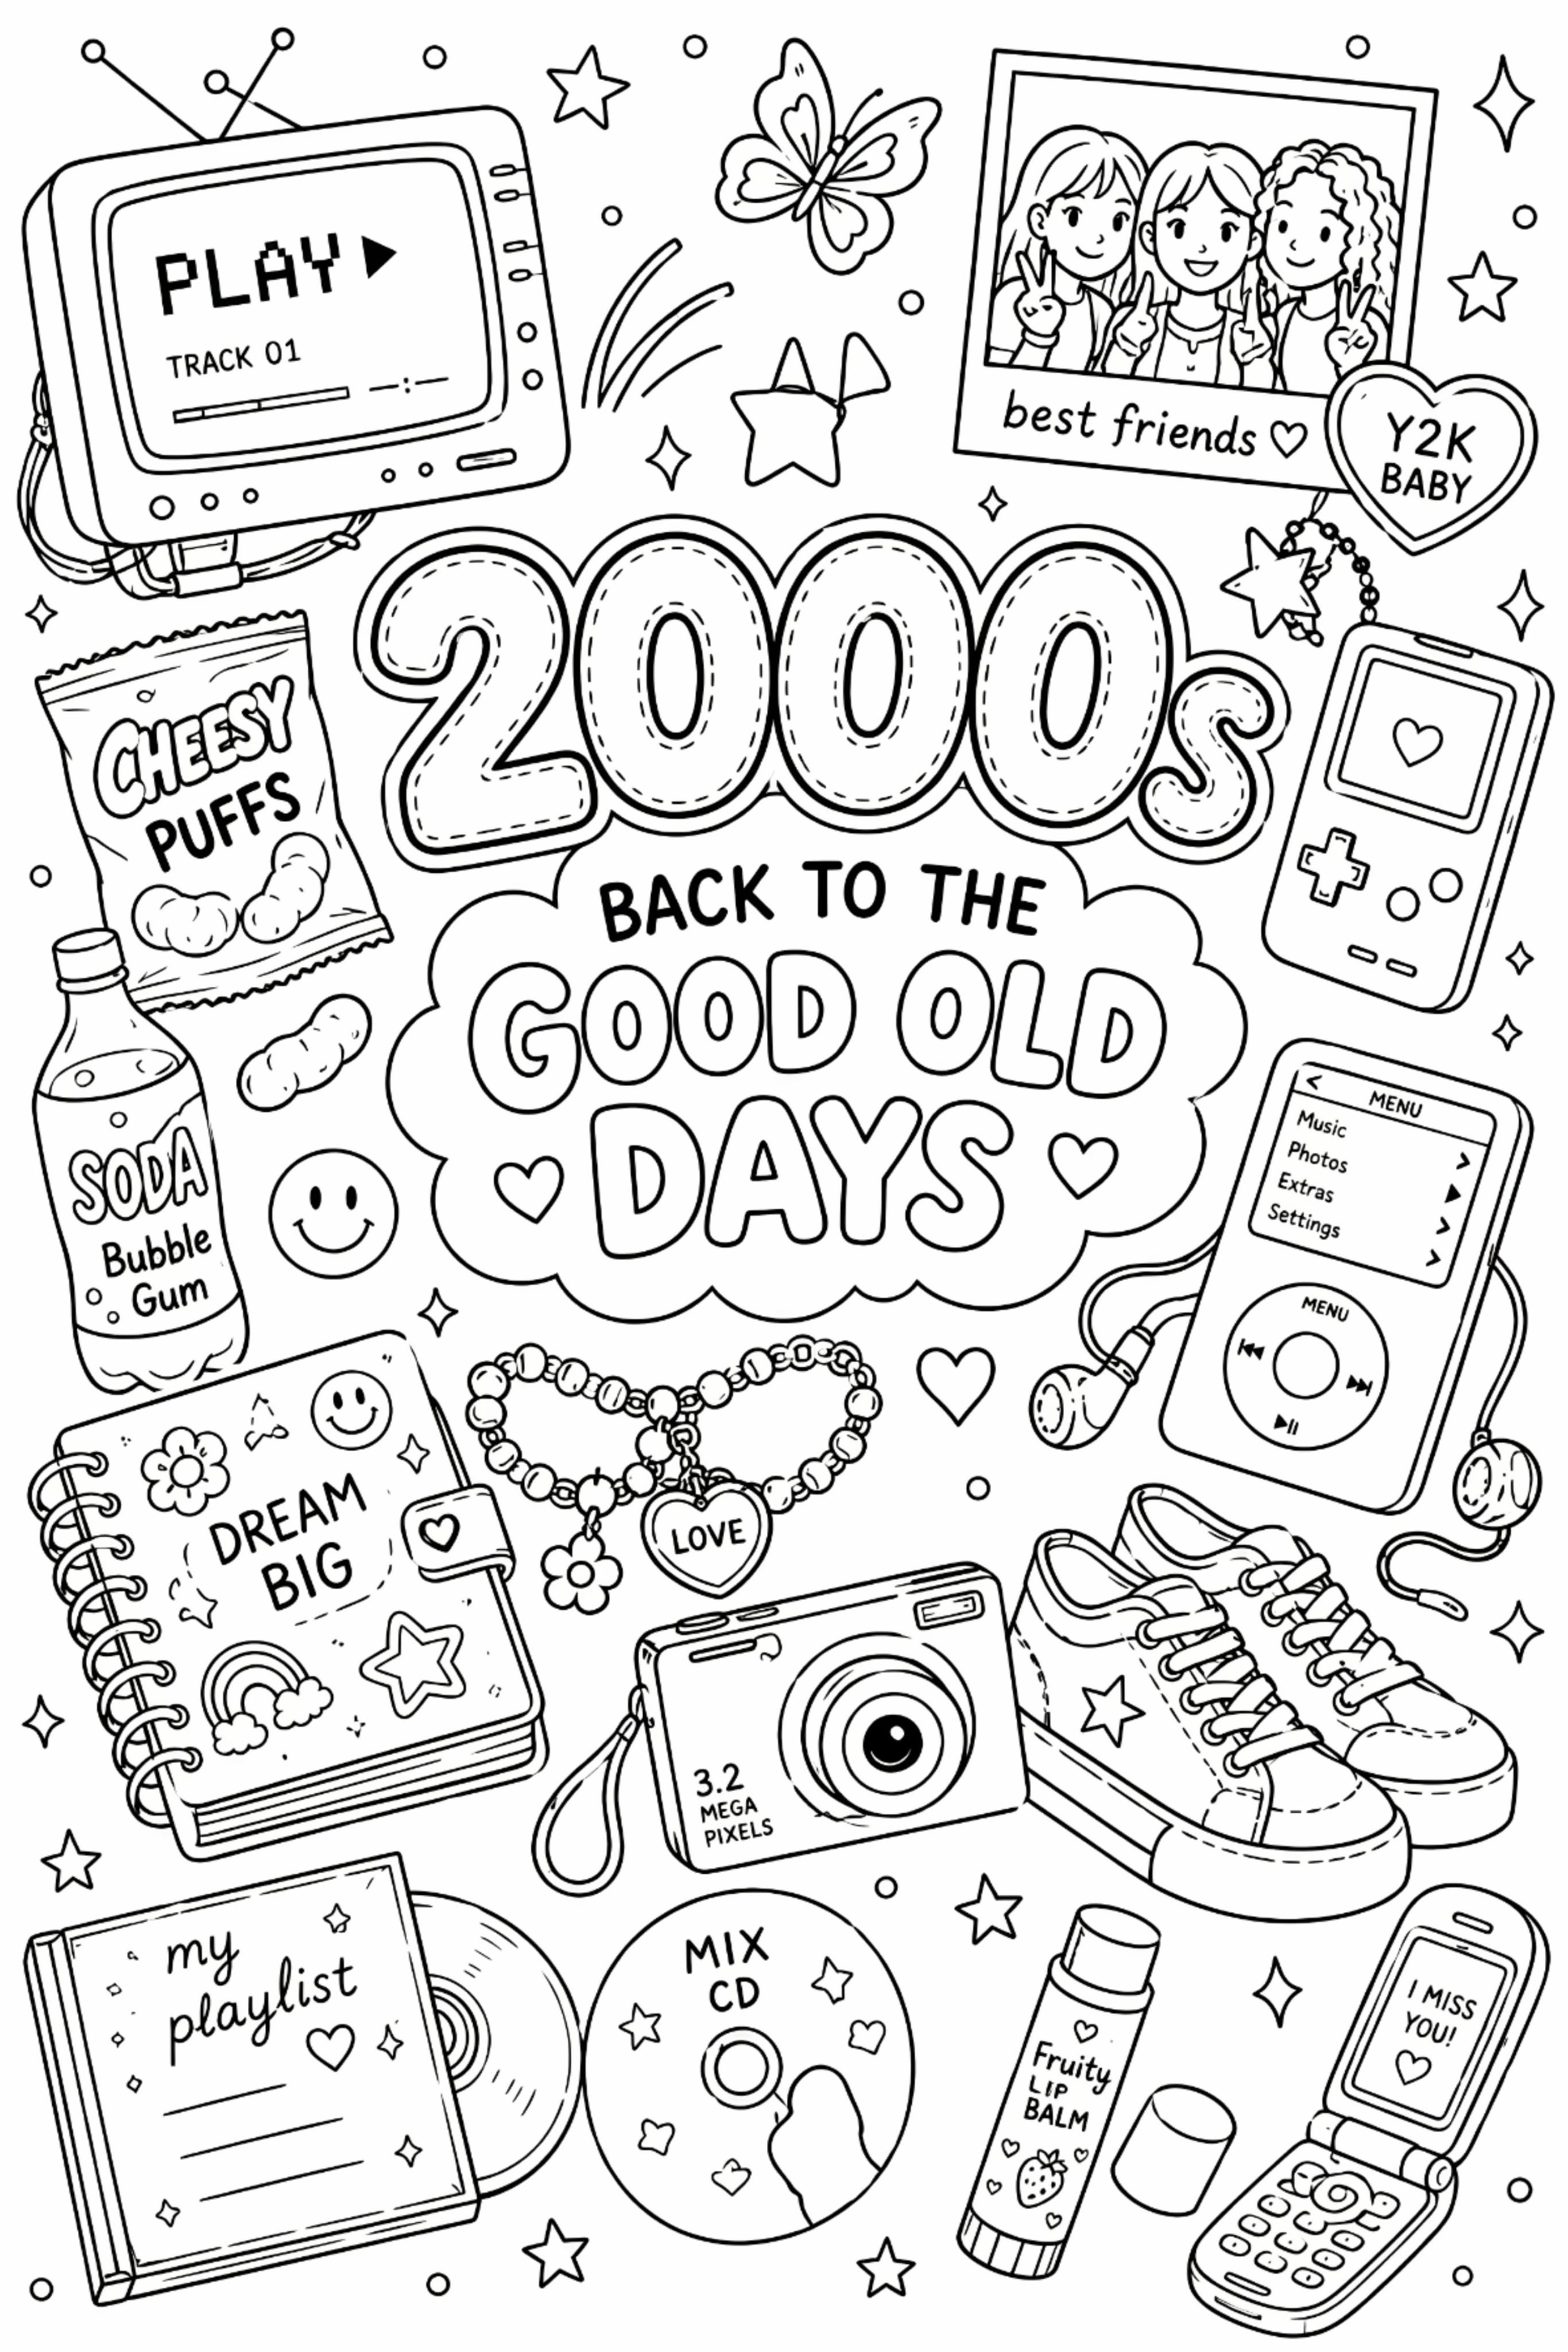 PLAY
TRACK 01
best friends
Y2K
BABY
2000s
BACK TO THE
GOOD OLD
DAYS
CHEESY
PUFFS
SODA
Bubble
Gum
MENU
Music
Photos
Extras
Settings
MENU
DREAM
BIG
LOVE
3.2
MEGA
PIXELS
my
playlist
MIX
CD
Fruity
LIP
BALM
I MISS
YOU!